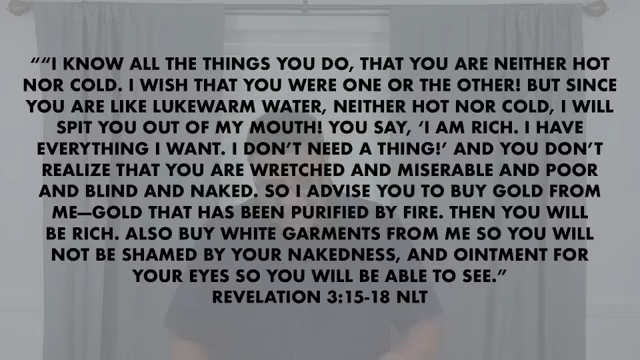 ““I KNOW ALL THE THINGS YOU DO, THAT YOU ARE NEITHER HOT
NOR COLD. I WISH THAT YOU WERE ONE OR THE OTHER! BUT SINCE
YOU ARE LIKE LUKEWARM WATER, NEITHER HOT NOR COLD, I WILL
SPIT YOU OUT OF MY MOUTH! YOU SAY, ‘I AM RICH. I HAVE
EVERYTHING I WANT. I DON’T NEED A THING!’ AND YOU DON’T
REALIZE THAT YOU ARE WRETCHED AND MISERABLE AND POOR
AND BLIND AND NAKED. SO I ADVISE YOU TO BUY GOLD FROM
ME—GOLD THAT HAS BEEN PURIFIED BY FIRE. THEN YOU WILL
BE RICH. ALSO BUY WHITE GARMENTS FROM ME SO YOU WILL
NOT BE SHAMED BY YOUR NAKEDNESS, AND OINTMENT FOR
YOUR EYES SO YOU WILL BE ABLE TO SEE.”
REVELATION 3:15-18 NLT